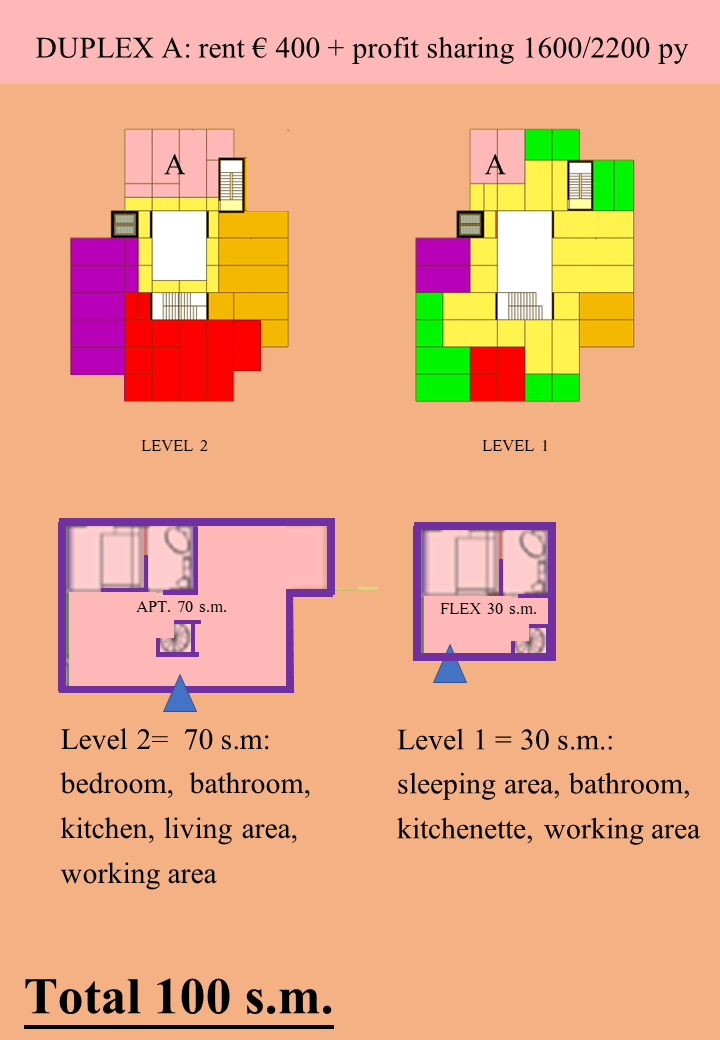 DUPLEX A: rent € 400 + profit sharing 1600/2200 py
A
A
LEVEL 2
LEVEL 1
APT. 70 s.m.
FLEX 30 s.m.
Level 2= 70 s.m:
bedroom, bathroom,
kitchen, living area,
working area
Level 1 = 30 s.m.:
sleeping area, bathroom,
kitchenette, working area
Total 100 s.m.